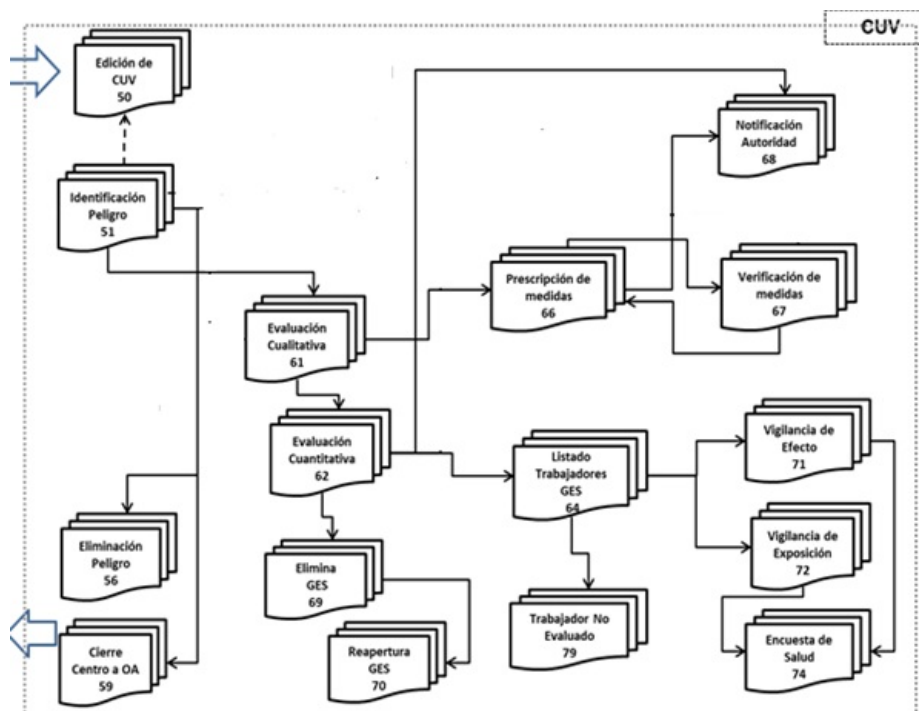 CUV
Edición de
CUV
50
Notificación
Autoridad
68
Identificación
Peligro
51
Prescripción de
medidas
66
Verificación de
medidas
67
Evaluación
Cualitativa
61
Evaluación
Cuantitativa
62
Listado
Trabajadores
GES
64
Vigilancia de
Efecto
71
Eliminación
Peligro
56
Elimina
GES
69
Vigilancia de
Exposición
72
Trabajador No
Evaluado
79
Cierre
Centro a OA
59
Reapertura
GES
70
Encuesta de
Salud
74